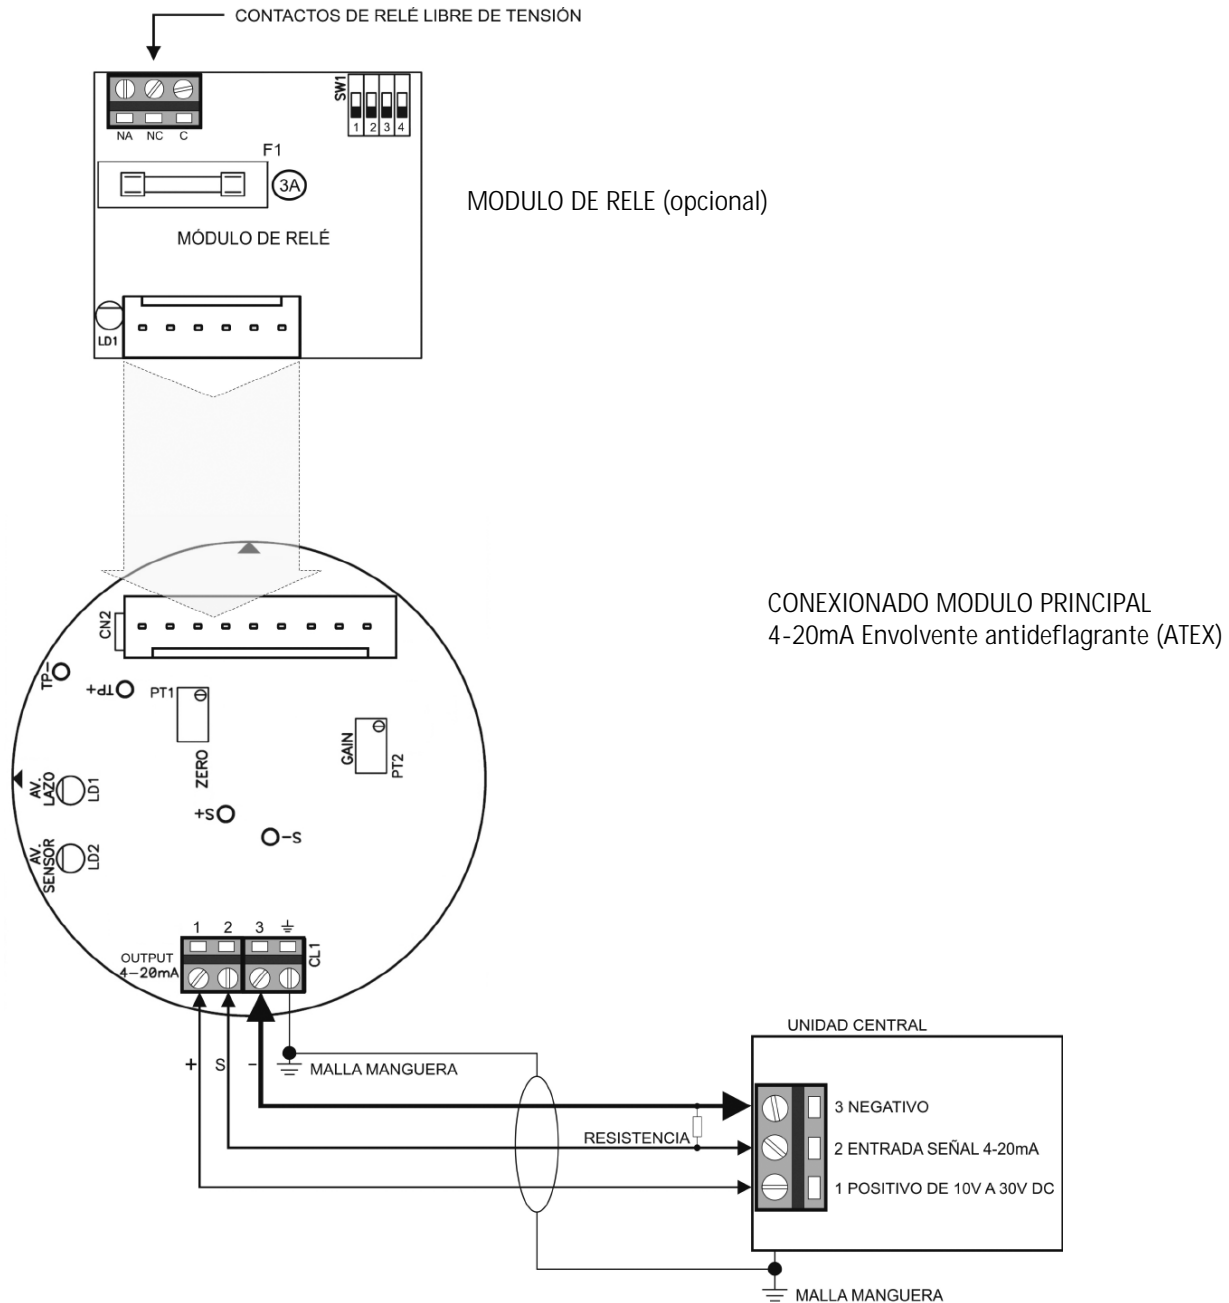 CONTACTOS DE RELÉ LIBRE DE TENSIÓN
SW1
1 2 3 4
NA NC C
F1
3A
MODULO DE RELE (opcional)
MÓDULO DE RELÉ
LD1
CONEXIONADO MODULO PRINCIPAL
4-20mA Envolvente antideflagrante (ATEX)
CN2
TP-
+TP
PT1
ZERO
GAIN
PT2
AV. LAZO
LD1
+S
-S
AV. SENSOR
LD2
1 2 3
OUTPUT
4-20mA
CL1
+ S -
MALLA MANGUERA
UNIDAD CENTRAL
3 NEGATIVO
RESISTENCIA
2 ENTRADA SEÑAL 4-20mA
1 POSITIVO DE 10V A 30V DC
MALLA MANGUERA